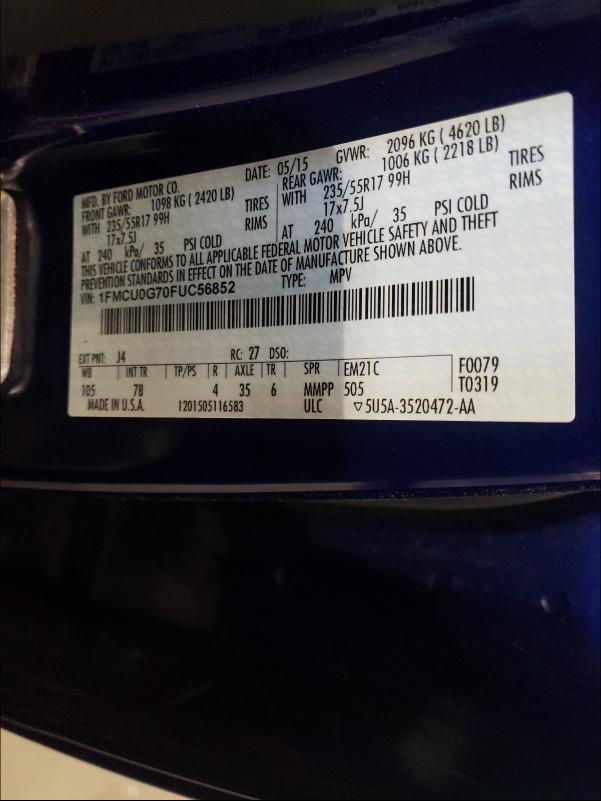 MFD. BY FORD MOTOR CO. DATE: 05/15 GVWR: 2096 KG ( 4620 LB)
FRONT GAWR: 1098 KG ( 2420 LB) REAR GAWR: 1006 KG ( 2218 LB)
WITH 235/55R17 99H TIRES WITH 235/55R17 99H TIRES
17x7.5J RIMS 17x7.5J RIMS
AT 240 kPa/ 35 PSI COLD AT 240 kPa/ 35 PSI COLD
THIS VEHICLE CONFORMS TO ALL APPLICABLE FEDERAL MOTOR VEHICLE SAFETY AND THEFT
PREVENTION STANDARDS IN EFFECT ON THE DATE OF MANUFACTURE SHOWN ABOVE.
VIN: 1FMCU0G70FUC56852 TYPE: MPV
EXT PNT: J4 RC: 27 DSO:
WB INT TR TP/PS R AXLE TR SPR EM21C F0079
105 7B 4 35 6 MMPP 505 T0319
MADE IN U.S.A. 1201505116583 ULC ▽5U5A-3520472-AA